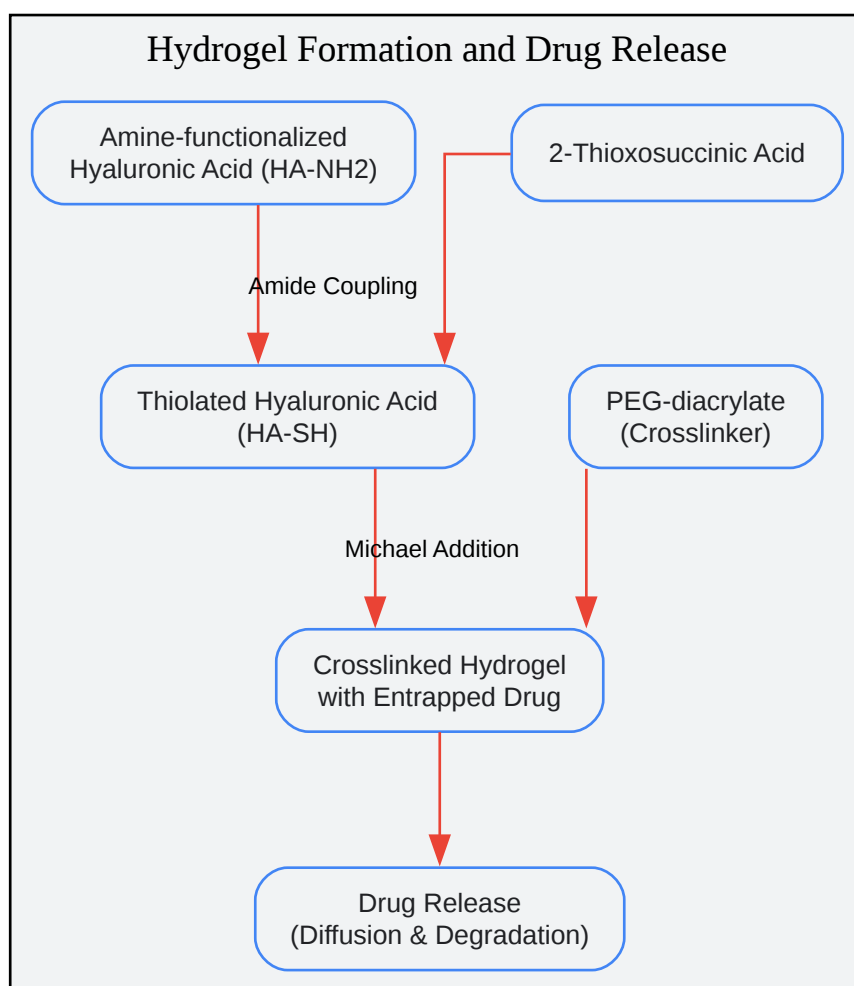 Hydrogel Formation and Drug Release
Amine-functionalized
Hyaluronic Acid (HA-NH2)
2-Thioxosuccinic Acid
Amide Coupling
Thiolated Hyaluronic Acid
(HA-SH)
PEG-diacrylate
(Crosslinker)
Michael Addition
Crosslinked Hydrogel
with Entrapped Drug
Drug Release
(Diffusion & Degradation)